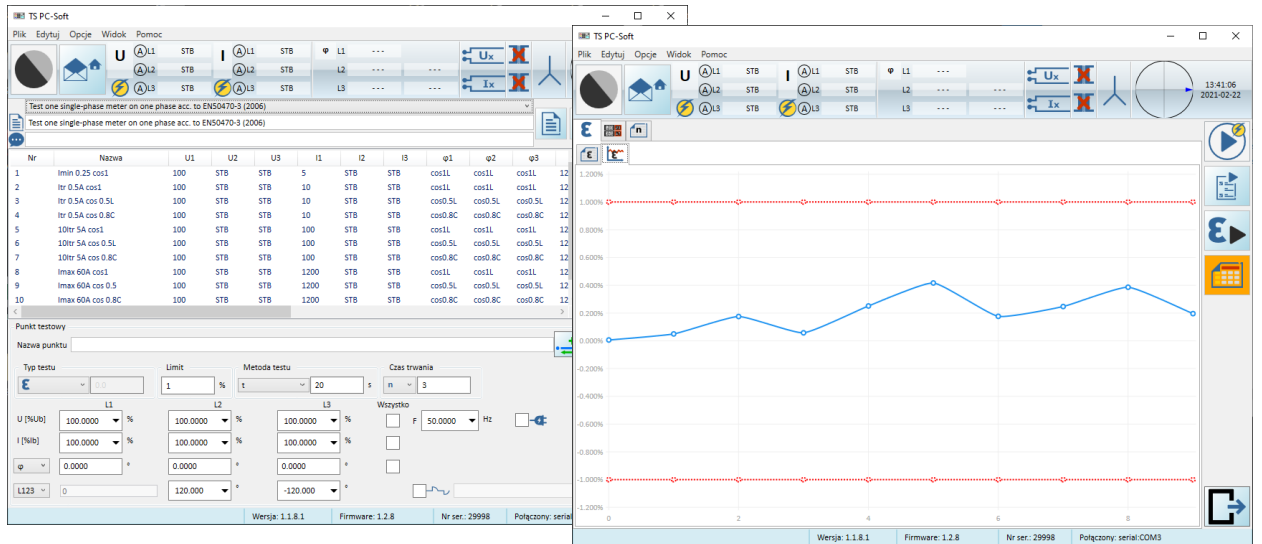 TS PC-Soft
Plik Edytuj Opcje Widok Pomoc
U A L1 STB I A L1 STB φ L1 ---
A L2 STB A L2 STB L2 --- --- Ux
A L3 STB A L3 STB L3 --- --- Ix
Test one single-phase meter on one phase acc. to EN50470-3 (2006)
Test one single-phase meter on one phase acc. to EN50470-3 (2006)
Nr Nazwa U1 U2 U3 I1 I2 I3 φ1 φ2 φ3
1 Imin 0.25 cos1 100 STB STB 5 STB STB cos1L cos1L cos1L 12
2 Itr 0.5A cos1 100 STB STB 10 STB STB cos1L cos1L cos1L 12
3 Itr 0.5A cos 0.5L 100 STB STB 10 STB STB cos0.5L cos0.5L cos0.5L 12
4 Itr 0.5A cos 0.8C 100 STB STB 10 STB STB cos0.8C cos0.8C cos0.8C 12
5 10Itr 5A cos1 100 STB STB 100 STB STB cos1L cos1L cos1L 12
6 10Itr 5A cos 0.5L 100 STB STB 100 STB STB cos0.5L cos0.5L cos0.5L 12
7 10Itr 5A cos 0.8C 100 STB STB 100 STB STB cos0.8C cos0.8C cos0.8C 12
8 Imax 60A cos1 100 STB STB 1200 STB STB cos1L cos1L cos1L 12
9 Imax 60A cos 0.5 100 STB STB 1200 STB STB cos0.5L cos0.5L cos0.5L 12
10 Imax 60A cos 0.8C 100 STB STB 1200 STB STB cos0.8C cos0.8C cos0.8C 12
Punkt testowy
Nazwa punktu
Typ testu Limit Metoda testu Czas trwania
ε 0.0 1 % t 20 s n 3
L1 L2 L3 Wszystko
U [%Ub] 100.0000 % 100.0000 % 100.0000 % F 50.0000 Hz
I [%Ib] 100.0000 % 100.0000 % 100.0000 %
φ 0.0000 ° 0.0000 ° 0.0000 °
L123 0 120.000 ° -120.000 °
Wersja: 1.1.8.1 Firmware: 1.2.8 Nr ser.: 29998 Połączony: serial
TS PC-Soft
Plik Edytuj Opcje Widok Pomoc
U A L1 STB I A L1 STB φ L1 ---
A L2 STB A L2 STB L2 --- --- Ux
A L3 STB A L3 STB L3 --- --- Ix
13:41:06
2021-02-22
ε n
ε ε
1.200%
1.000%
0.800%
0.600%
0.400%
0.200%
0.000%
-0.200%
-0.400%
-0.600%
-0.800%
-1.000%
-1.200%
0 2 4 6 8
ε
Wersja: 1.1.8.1 Firmware: 1.2.8 Nr ser.: 29998 Połączony: serial:COM3